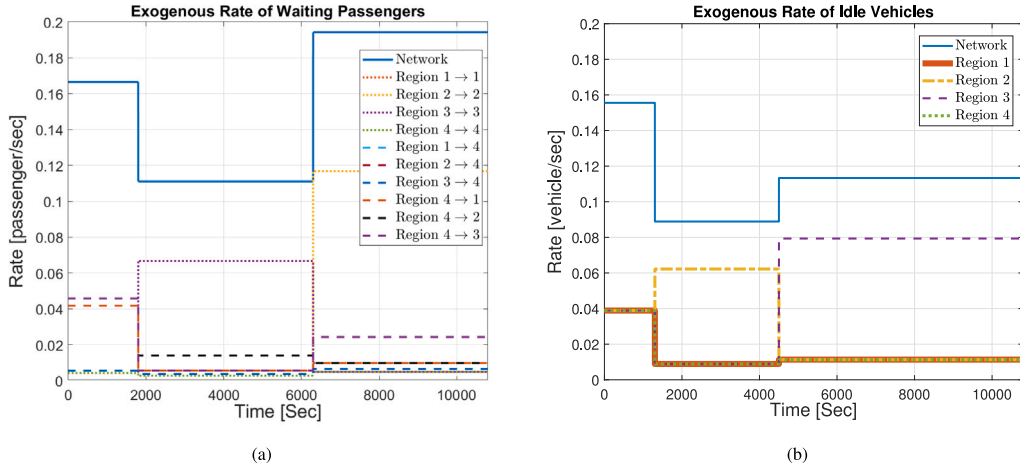 Exogenous Rate of Waiting Passengers
Rate [passenger/sec]
0.2
0.18
0.16
0.14
0.12
0.1
0.08
0.06
0.04
0.02
0
0
2000
4000
6000
8000
10000
Time [Sec]
Network
Region 1 → 1
Region 2 → 2
Region 3 → 3
Region 4 → 4
Region 1 → 4
Region 2 → 4
Region 3 → 4
Region 4 → 1
Region 4 → 2
Region 4 → 3
(a)
Exogenous Rate of Idle Vehicles
Rate [vehicle/sec]
0.2
0.18
0.16
0.14
0.12
0.1
0.08
0.06
0.04
0.02
0
0
2000
4000
6000
8000
10000
Time [Sec]
Network
Region 1
Region 2
Region 3
Region 4
(b)